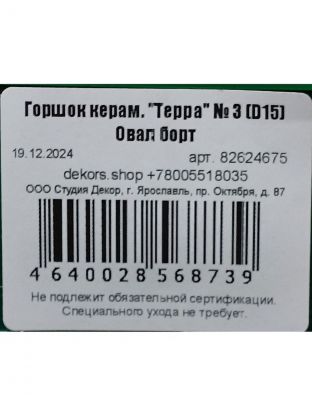 Горшок керам. "Терра" № 3 (D15)
Овал борт
19.12.2024 арт. 82624675
dekors.shop +78005518035
ООО Студия Декор, г. Ярославль, пр. Октября, д. 87
4 640028 568739
Не подлежит обязательной сертификации.
Специального ухода не требует.